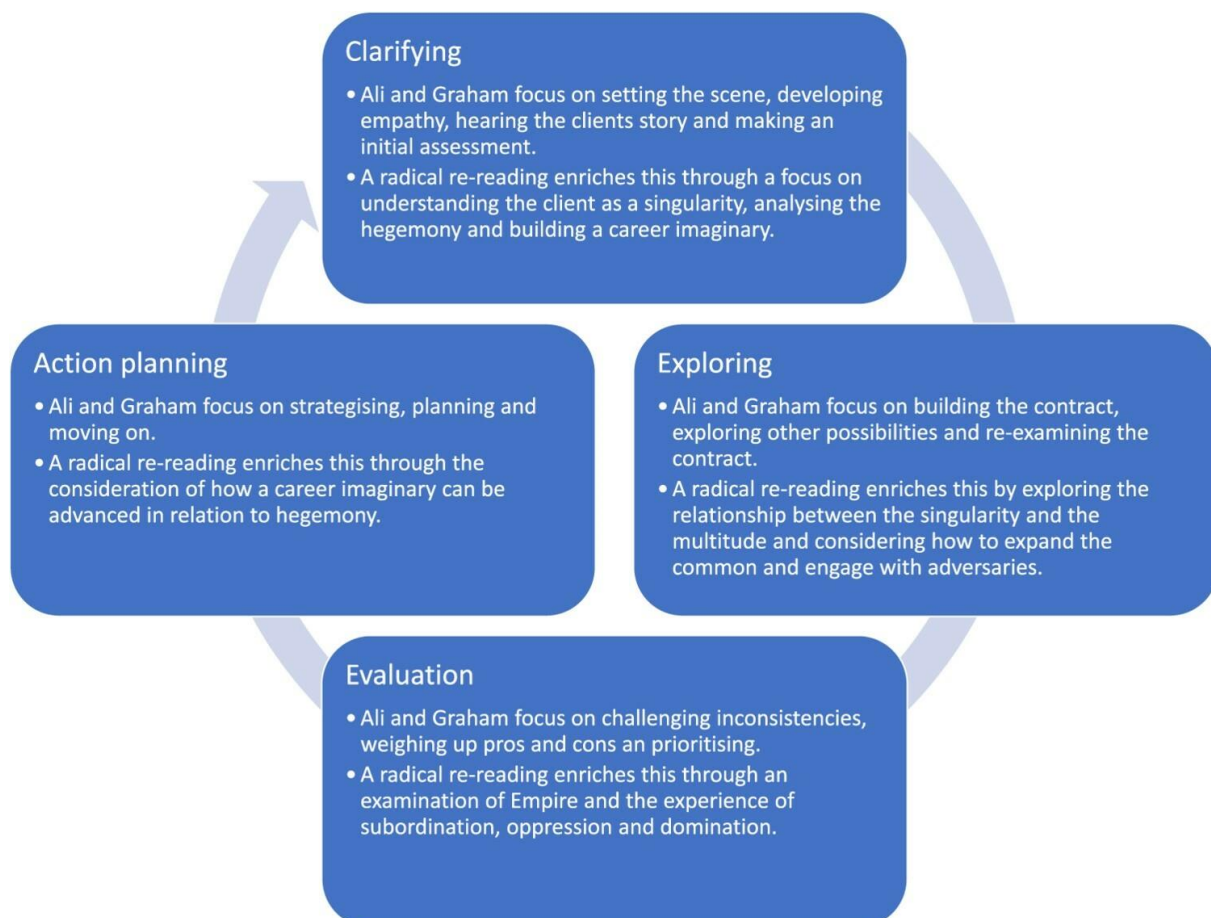 Clarifying
• Ali and Graham focus on setting the scene, developing
empathy, hearing the clients story and making an
initial assessment.
• A radical re-reading enriches this through a focus on
understanding the client as a singularity, analysing the
hegemony and building a career imaginary.
Exploring
• Ali and Graham focus on building the contract,
exploring other possibilities and re-examining the
contract.
• A radical re-reading enriches this by exploring the
relationship between the singularity and the
multitude and considering how to expand the
common and engage with adversaries.
Evaluation
• Ali and Graham focus on challenging inconsistencies,
weighing up pros and cons an prioritising.
• A radical re-reading enriches this through an
examination of Empire and the experience of
subordination, oppression and domination.
Action planning
• Ali and Graham focus on strategising, planning and
moving on.
• A radical re-reading enriches this through the
consideration of how a career imaginary can be
advanced in relation to hegemony.